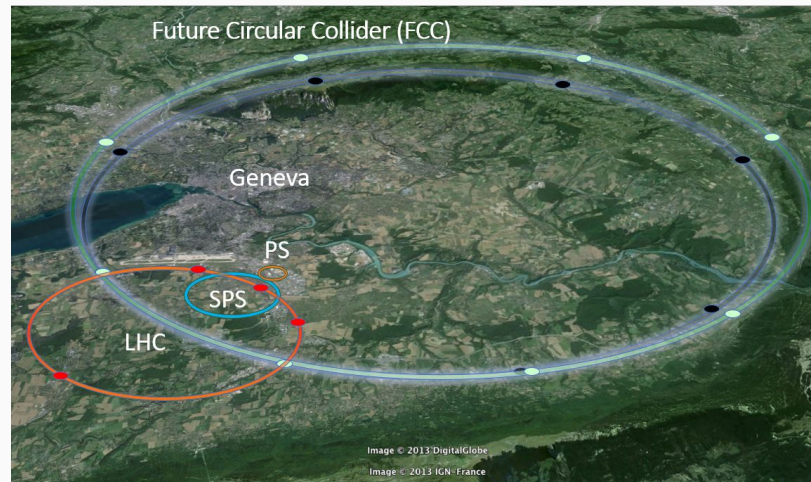 Future Circular Collider (FCC)
Geneva
PS
SPS
LHC
Image © 2013 DigitalGlobe
Image © 2013 IGN-France